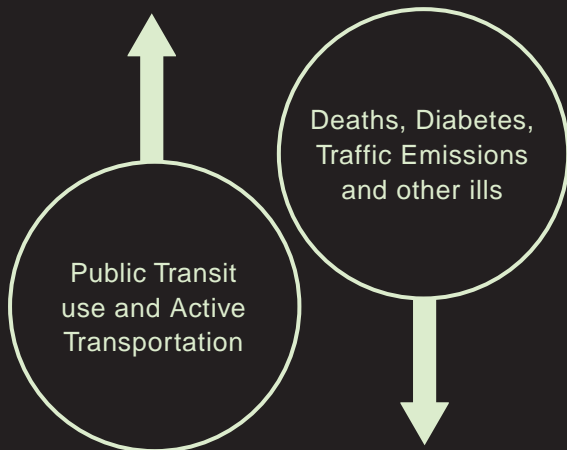 Public Transit
use and Active
Transportation
Deaths, Diabetes,
Traffic Emissions
and other ills